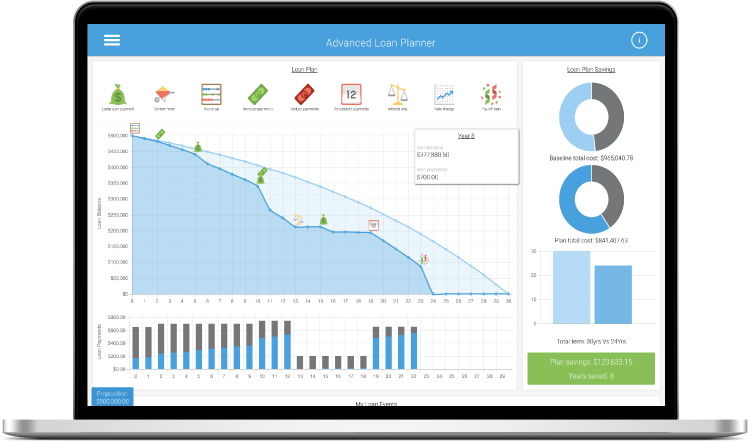 Advanced Loan Planner
i
Loan Plan
Lump sum payment
Round up
Increase payments
Reduce payments
12
Reschedule payments
Interest only
Rate change
Pay off loan
$500,000
$450,000
$400,000
$350,000
$300,000
$250,000
$200,000
$150,000
$100,000
$50,000
$0
Loan Balance
0 1 2 3 4 5 6 7 8 9 10 11 12 13 14 15 16 17 18 19 20 21 22 23 24 25 26 27 28 29 30
12
Year 8
loan balance
$377,880.50
loan payments
$700.00
$800.00
$600.00
$400.00
$200.00
$0.00
Loan Payments
0 1 2 3 4 5 6 7 8 9 10 11 12 13 14 15 16 17 18 19 20 21 22 23 24 25 26 27 28 29
Proposition
$500,000.00
My Loan Events
Loan Plan Savings
Baseline total cost: $965,040.78
Plan total cost: $841,407.63
30
20
10
0
Total term: 30yrs Vs 24Yrs
Plan savings: $123,633.15
Years saved: 6